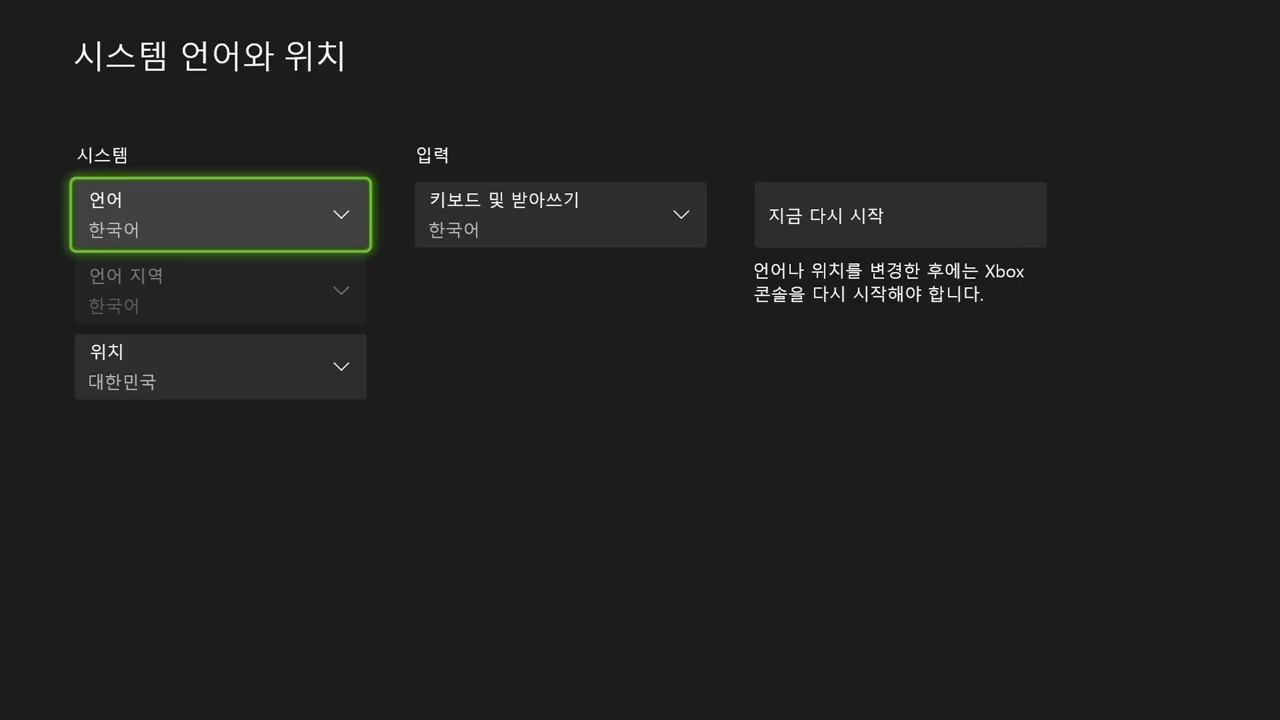 시스템 언어와 위치
시스템
언어
한국어
언어 지역
한국어
위치
대한민국
입력
키보드 및 받아쓰기
한국어
지금 다시 시작
언어나 위치를 변경한 후에는 Xbox
콘솔을 다시 시작해야 합니다.